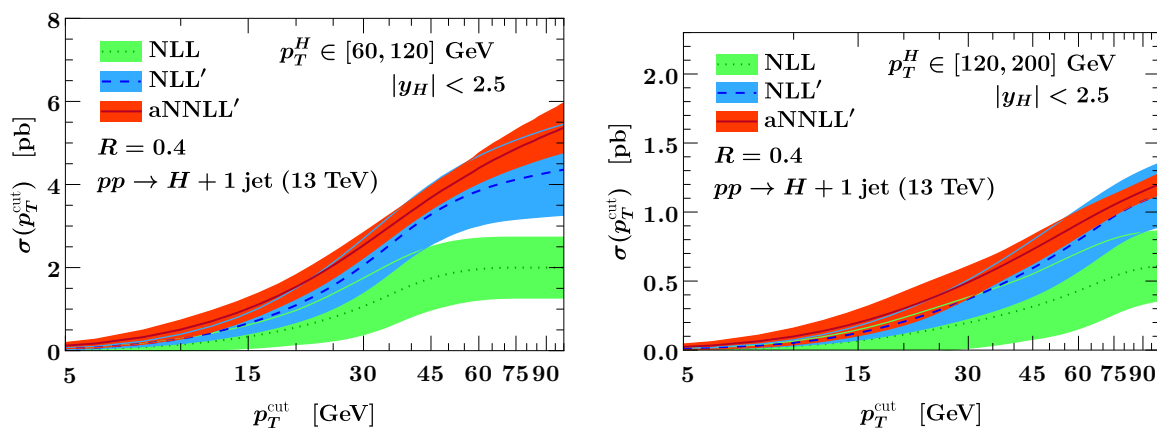 8
6
4
2
0
σ(p_T^cut) [pb]
NLL
NLL′
aNNLL′
p_T^H ∈ [60, 120] GeV
|y_H| < 2.5
R = 0.4
pp → H + 1 jet (13 TeV)
5 15 30 45 60 75 90
p_T^cut [GeV]
2.0
1.5
1.0
0.5
0.0
σ(p_T^cut) [pb]
NLL
NLL′
aNNLL′
p_T^H ∈ [120, 200] GeV
|y_H| < 2.5
R = 0.4
pp → H + 1 jet (13 TeV)
5 15 30 45 60 75 90
p_T^cut [GeV]